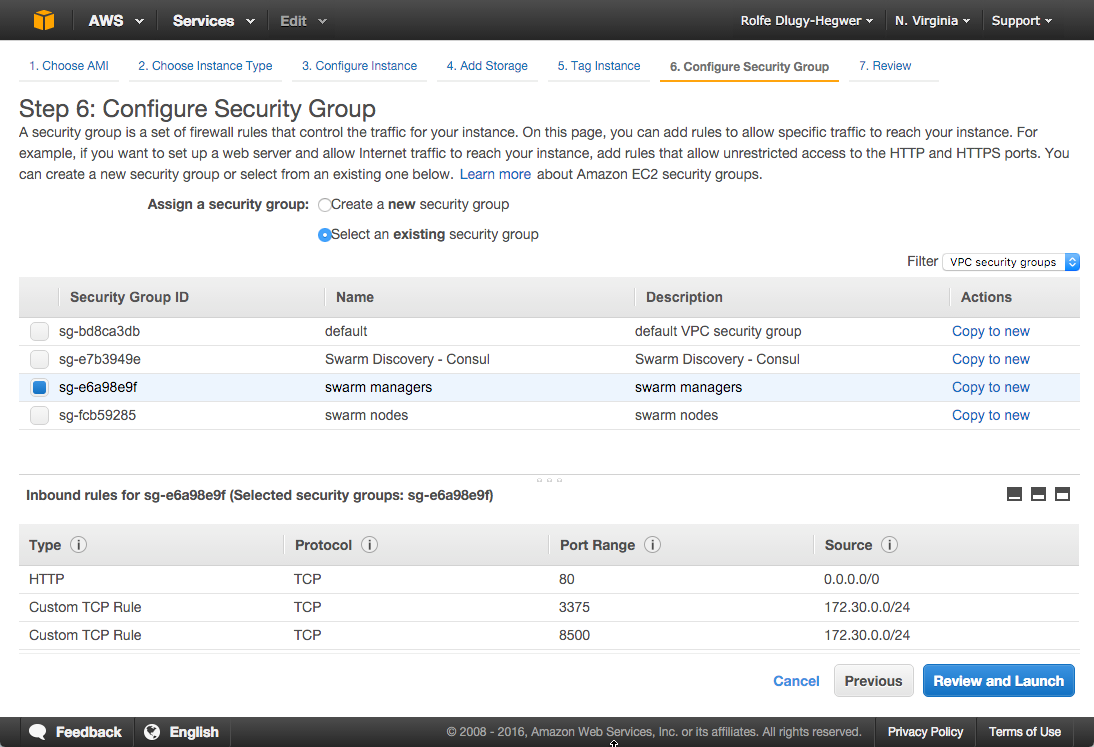 AWS Services Edit Rolfe Dlugy-Hegwer N. Virginia Support
1. Choose AMI 2. Choose Instance Type 3. Configure Instance 4. Add Storage 5. Tag Instance 6. Configure Security Group 7. Review
Step 6: Configure Security Group
A security group is a set of firewall rules that control the traffic for your instance. On this page, you can add rules to allow specific traffic to reach your instance. For
example, if you want to set up a web server and allow Internet traffic to reach your instance, add rules that allow unrestricted access to the HTTP and HTTPS ports. You
can create a new security group or select from an existing one below. Learn more about Amazon EC2 security groups.
Assign a security group: Create a new security group
Select an existing security group
Filter VPC security groups
Security Group ID Name Description Actions
sg-bd8ca3db default default VPC security group Copy to new
sg-e7b3949e Swarm Discovery - Consul Swarm Discovery - Consul Copy to new
sg-e6a98e9f swarm managers swarm managers Copy to new
sg-fcb59285 swarm nodes swarm nodes Copy to new
Inbound rules for sg-e6a98e9f (Selected security groups: sg-e6a98e9f)
Type i Protocol i Port Range i Source i
HTTP TCP 80 0.0.0.0/0
Custom TCP Rule TCP 3375 172.30.0.0/24
Custom TCP Rule TCP 8500 172.30.0.0/24
Cancel Previous Review and Launch
Feedback English © 2008 - 2016, Amazon Web Services, Inc. or its affiliates. All rights reserved. Privacy Policy Terms of Use